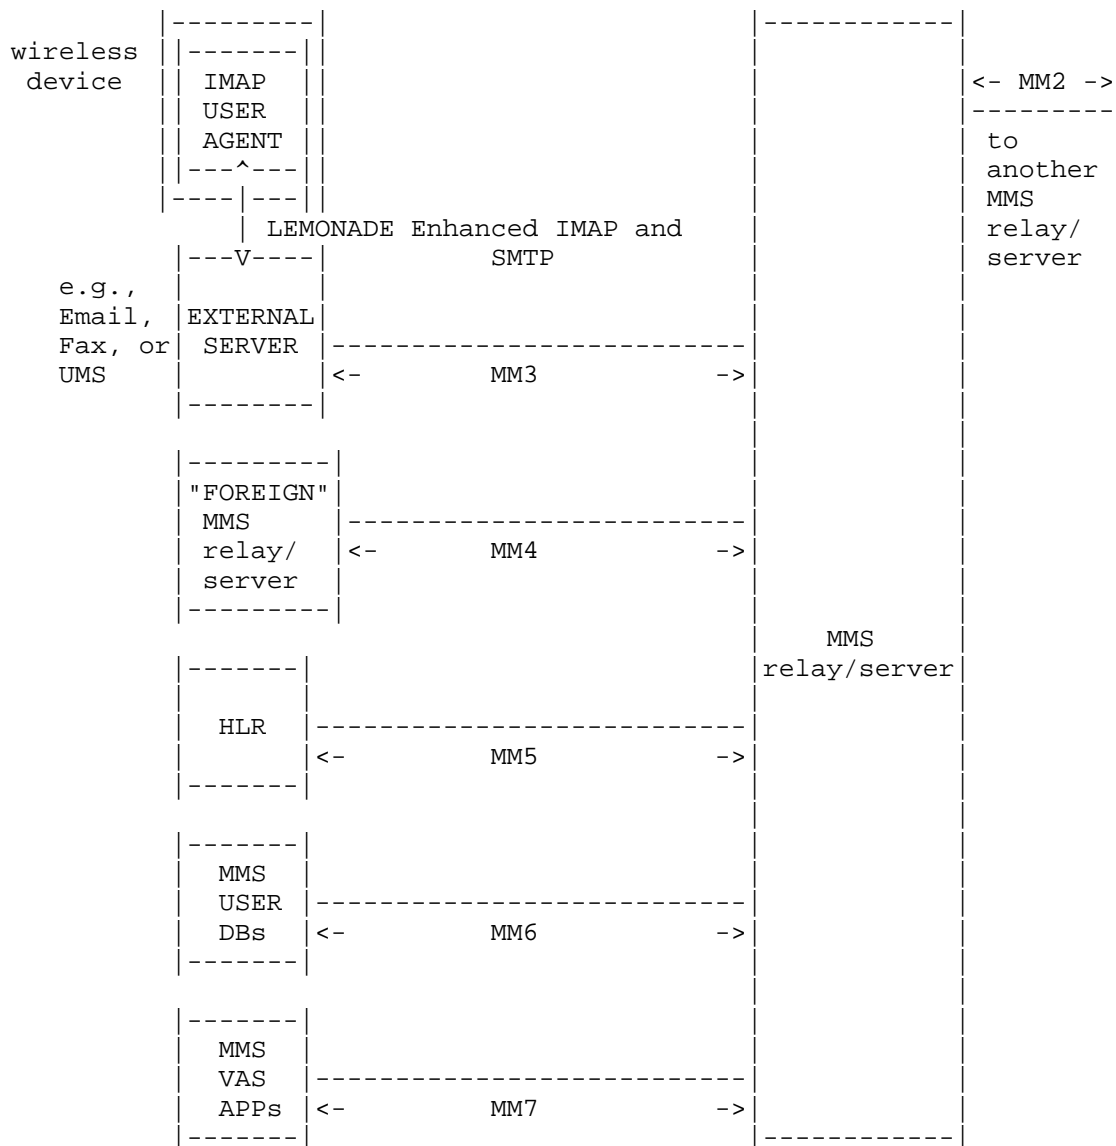 |---------|                            |------------|
wireless ||-------||                            |            |
device   || IMAP  ||                            |            |<- MM2 ->
|| USER  ||                            |            |---------
|| AGENT ||                            |            | to
||---^---||                            |            | another
|----|---||                            |            | MMS
| LEMONADE Enhanced IMAP and    |            | relay/
|---V----|           SMTP              |            | server
e.g.,    |        |                             |            |
Email,   |EXTERNAL|                             |            |
Fax, or  | SERVER |----------------------------|            |
UMS      |        |<-         MM3              ->|            |
|--------|                             |            |
|            |
|---------|                            |            |
|"FOREIGN"|                            |            |
| MMS     |---------------------------|            |
| relay/  |<-        MM4              ->|            |
| server  |                            |            |
|---------|                            |            |
|    MMS     |
|-------|                              |relay/server|
|       |                              |            |
|  HLR  |-----------------------------|            |
|       |<-          MM5              ->|            |
|-------|                              |            |
|            |
|-------|                              |            |
|  MMS  |                              |            |
|  USER |-----------------------------|            |
|  DBs  |<-          MM6              ->|            |
|-------|                              |            |
|            |
|-------|                              |            |
|  MMS  |                              |            |
|  VAS  |-----------------------------|            |
|  APPs |<-          MM7              ->|            |
|-------|                              |------------|